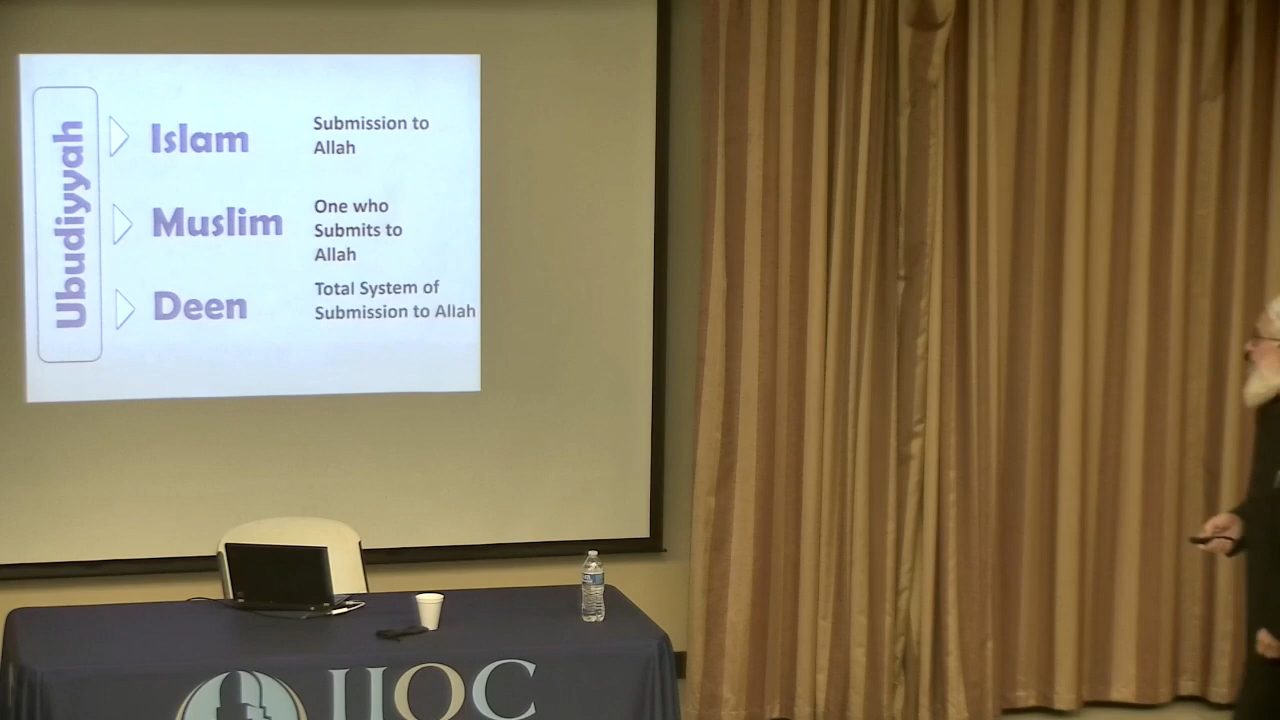 Ubudiyyah
Islam
Submission to
Allah
Muslim
One who
Submits to
Allah
Deen
Total System of
Submission to Allah
IIOC